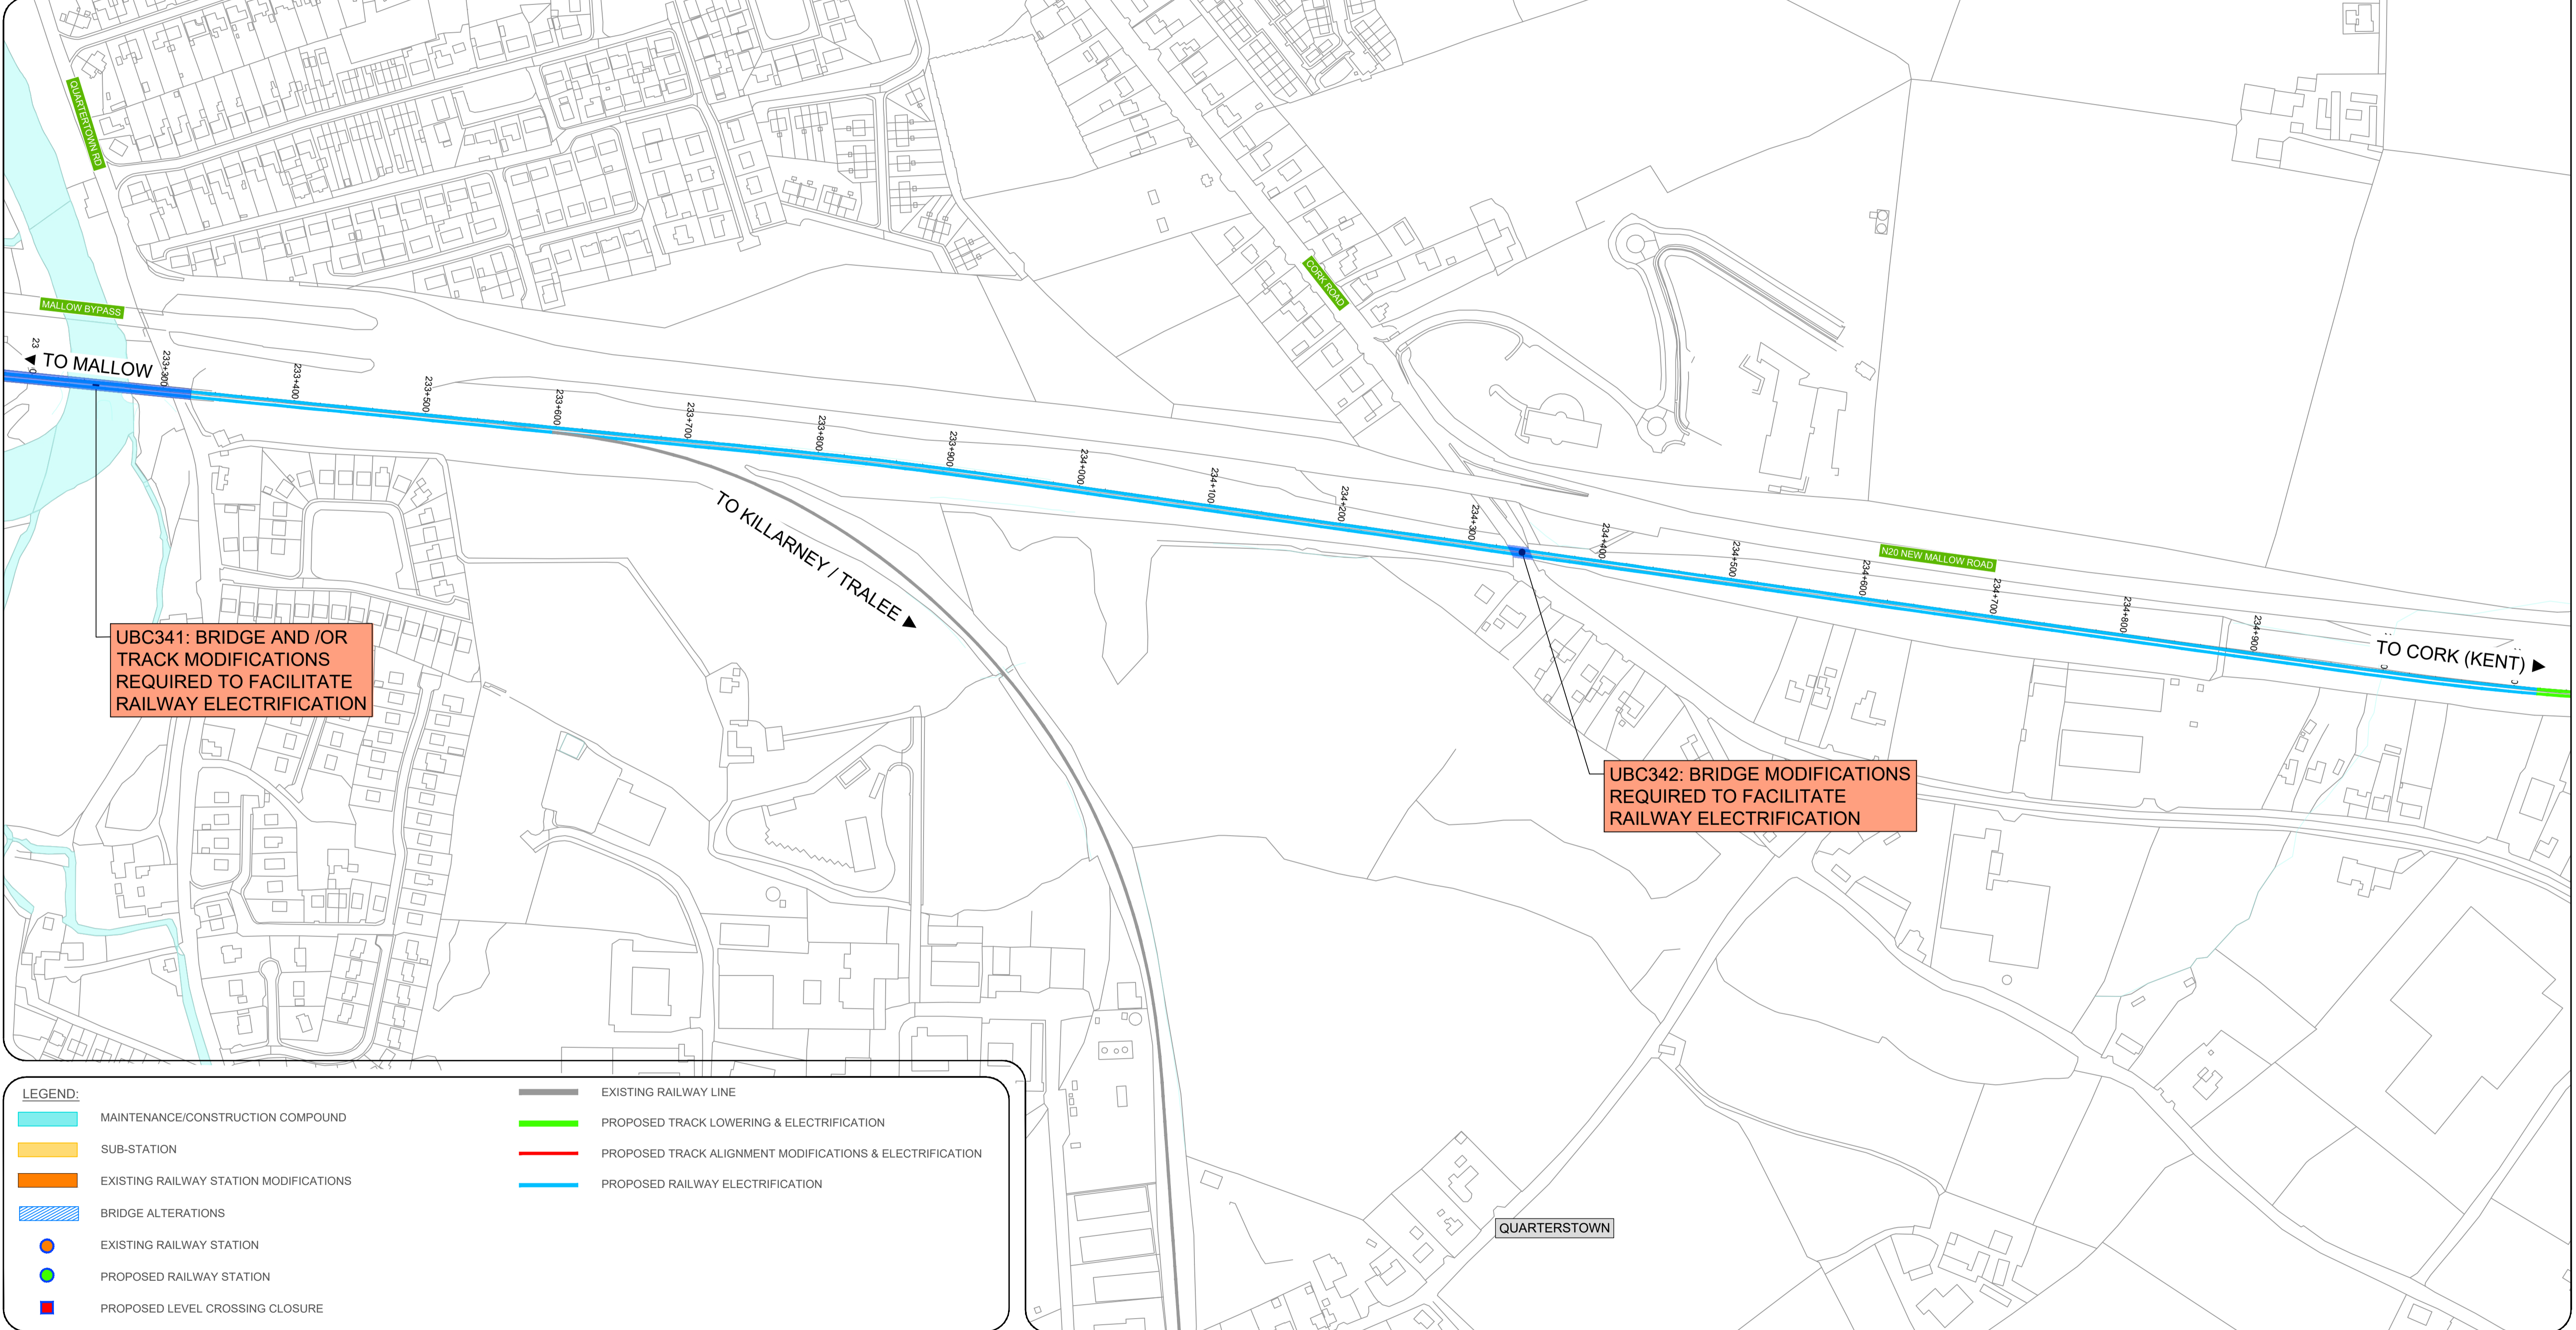 QUARTERTOWN RD
MALLOW BYPASS
CORK ROAD
N20 NEW MALLOW ROAD
◄ TO MALLOW
23
233+300
233+400
233+500
233+600
233+700
233+800
233+900
234+000
234+100
234+200
234+300
234+400
234+500
234+600
234+700
234+800
234+900
TO KILLARNEY / TRALEE ►
TO CORK (KENT) ►
UBC341: BRIDGE AND /OR
TRACK MODIFICATIONS
REQUIRED TO FACILITATE
RAILWAY ELECTRIFICATION
UBC342: BRIDGE MODIFICATIONS
REQUIRED TO FACILITATE
RAILWAY ELECTRIFICATION
QUARTERSTOWN
LEGEND:
MAINTENANCE/CONSTRUCTION COMPOUND
SUB-STATION
EXISTING RAILWAY STATION MODIFICATIONS
BRIDGE ALTERATIONS
EXISTING RAILWAY STATION
PROPOSED RAILWAY STATION
PROPOSED LEVEL CROSSING CLOSURE
EXISTING RAILWAY LINE
PROPOSED TRACK LOWERING & ELECTRIFICATION
PROPOSED TRACK ALIGNMENT MODIFICATIONS & ELECTRIFICATION
PROPOSED RAILWAY ELECTRIFICATION